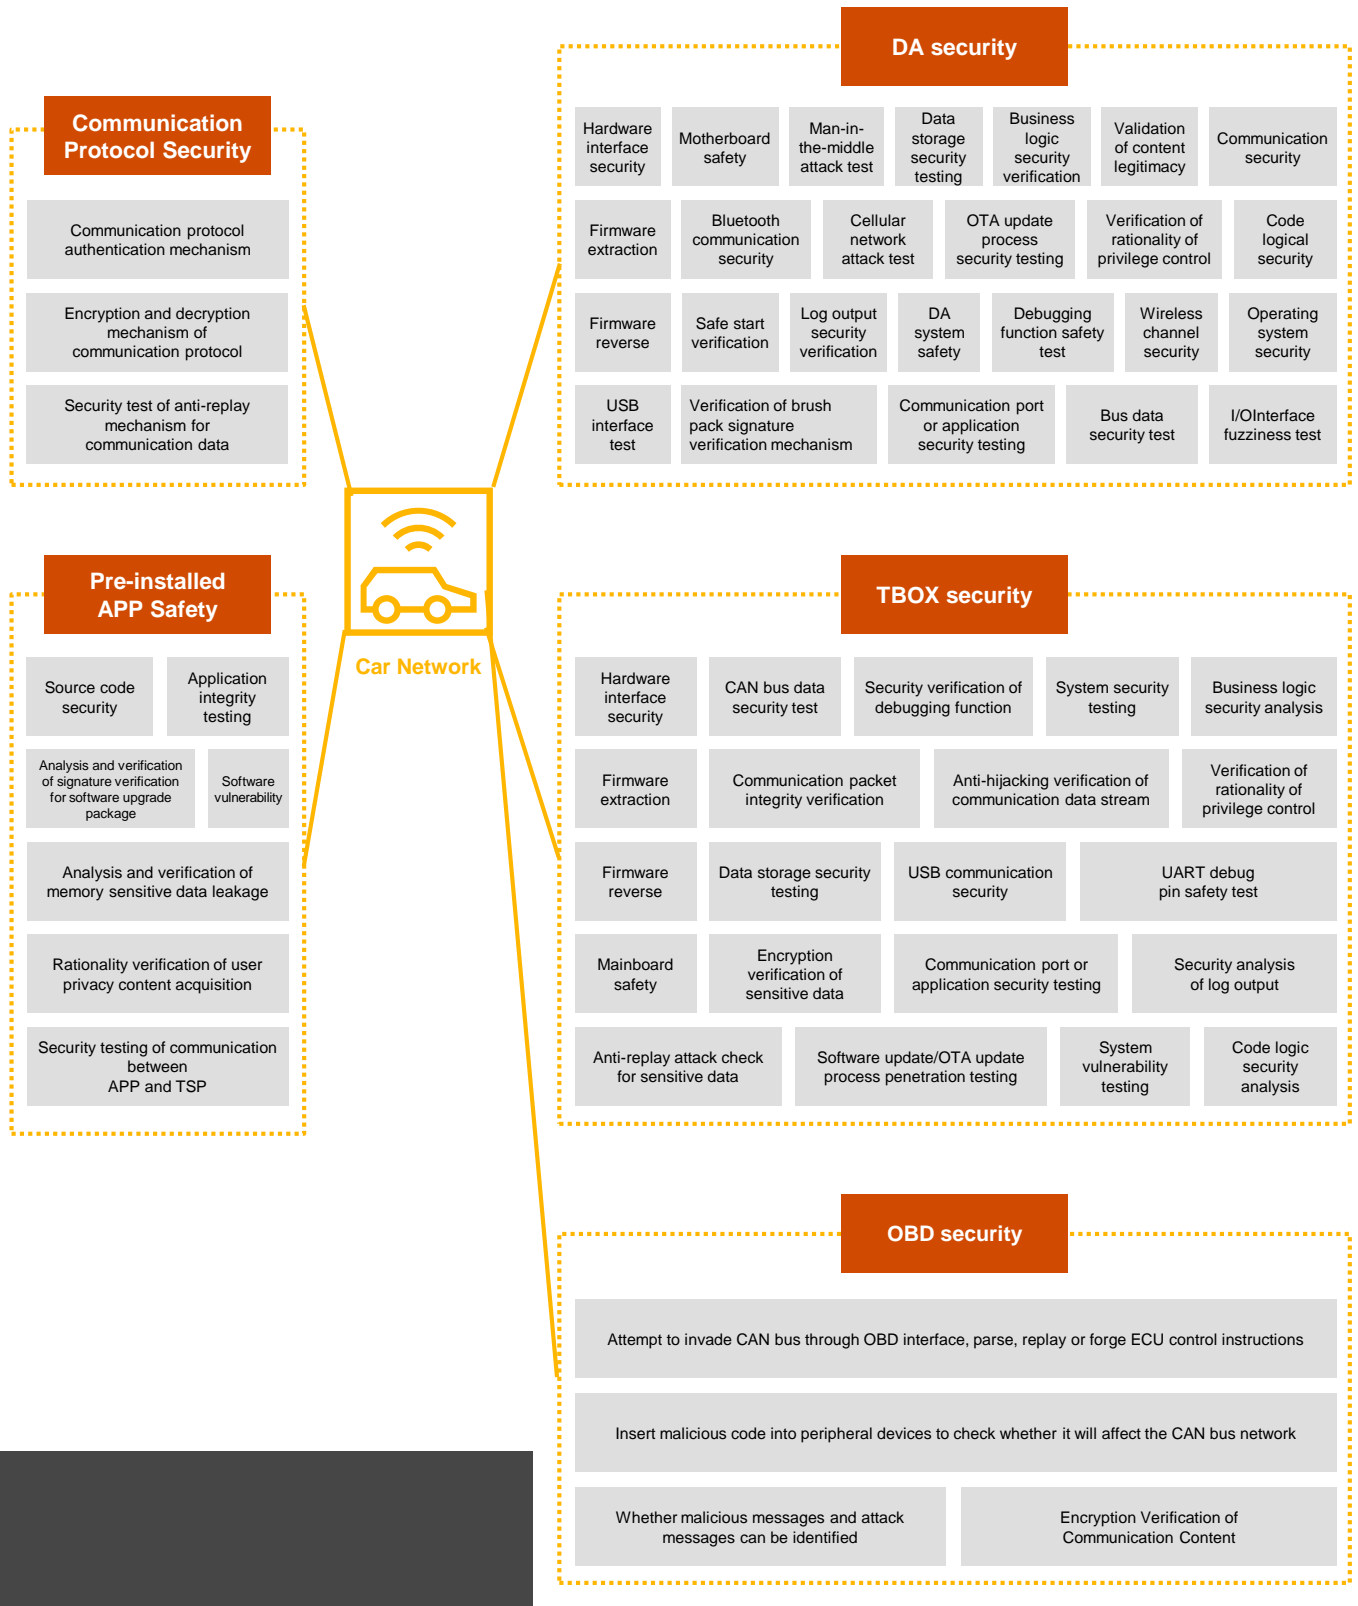 Communication
Protocol Security
Communication protocol
authentication mechanism
Encryption and decryption
mechanism of
communication protocol
Security test of anti-replay
mechanism for
communication data
DA security
Hardware
interface
security
Motherboard
safety
Man-in-
the-middle
attack test
Data
storage
security
testing
Business
logic
security
verification
Validation
of content
legitimacy
Communication
security
Firmware
extraction
Bluetooth
communication
security
Cellular
network
attack test
OTA update
process
security testing
Verification of
rationality of
privilege control
Code
logical
security
Firmware
reverse
Safe start
verification
Log output
security
verification
DA
system
safety
Debugging
function safety
test
Wireless
channel
security
Operating
system
security
USB
interface
test
Verification of brush
pack signature
verification mechanism
Communication port
or application
security testing
Bus data
security test
I/OInterface
fuzziness test
Car Network
Pre-installed
APP Safety
Source code
security
Application
integrity
testing
Analysis and verification
of signature verification
for software upgrade
package
Software
vulnerability
Analysis and verification of
memory sensitive data leakage
Rationality verification of user
privacy content acquisition
Security testing of communication
between
APP and TSP
TBOX security
Hardware
interface
security
CAN bus data
security test
Security verification of
debugging function
System security
testing
Business logic
security analysis
Firmware
extraction
Communication packet
integrity verification
Anti-hijacking verification of
communication data stream
Verification of
rationality of
privilege control
Firmware
reverse
Data storage security
testing
USB communication
security
UART debug
pin safety test
Mainboard
safety
Encryption
verification of
sensitive data
Communication port or
application security testing
Security analysis
of log output
Anti-replay attack check
for sensitive data
Software update/OTA update
process penetration testing
System
vulnerability
testing
Code logic
security
analysis
OBD security
Attempt to invade CAN bus through OBD interface, parse, replay or forge ECU control instructions
Insert malicious code into peripheral devices to check whether it will affect the CAN bus network
Whether malicious messages and attack
messages can be identified
Encryption Verification of
Communication Content